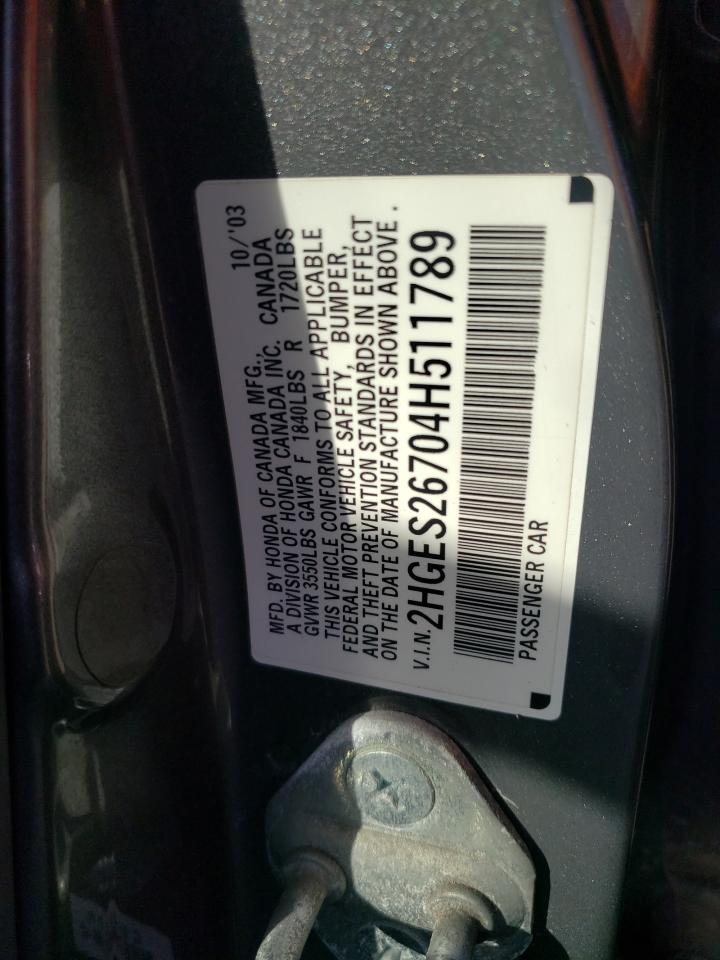 MFD. BY HONDA OF CANADA MFG., 10/'03
A DIVISION OF HONDA CANADA INC. CANADA
GVWR 3550LBS GAWR F 1840LBS R 1720LBS
THIS VEHICLE CONFORMS TO ALL APPLICABLE
FEDERAL MOTOR VEHICLE SAFETY, BUMPER,
AND THEFT PREVENTION STANDARDS IN EFFECT
ON THE DATE OF MANUFACTURE SHOWN ABOVE.
V.I.N. 2HGES26704H511789
PASSENGER CAR